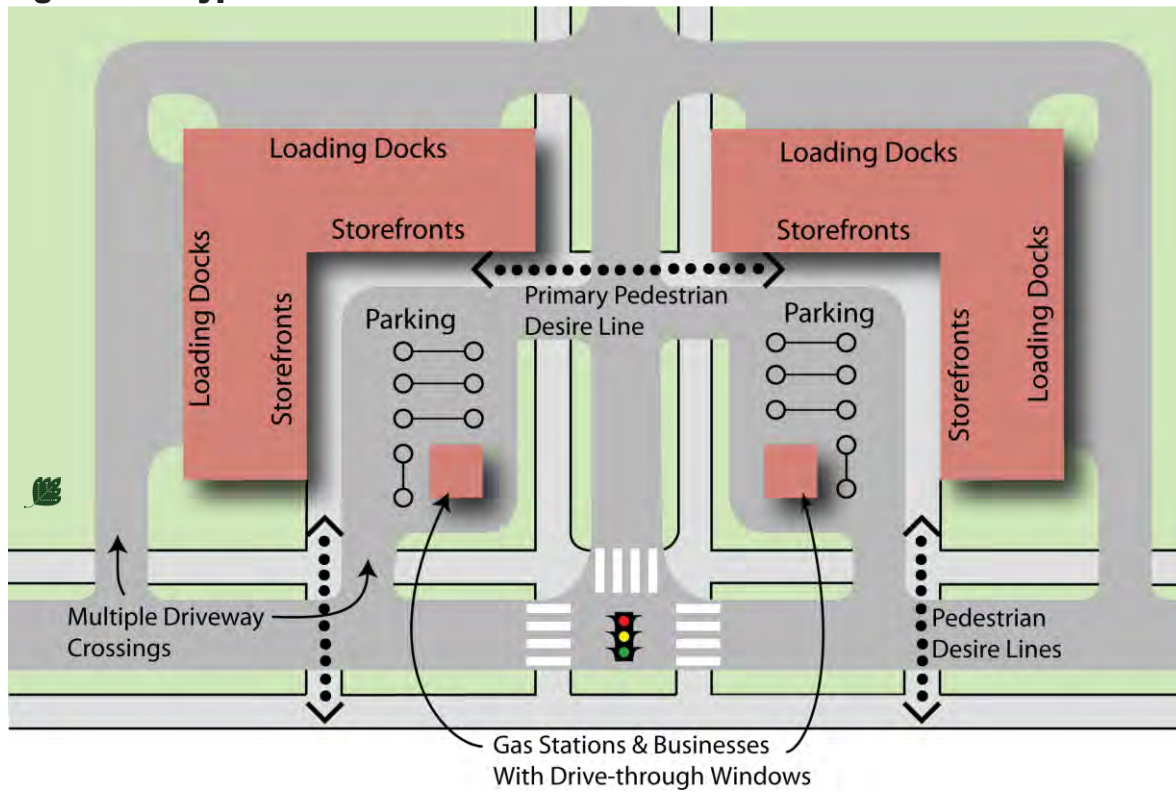 Loading Docks
Loading Docks
Storefronts
Storefronts
Loading Docks
Storefronts
Primary Pedestrian
Desire Line
Parking
Parking
Storefronts
Loading Docks
Multiple Driveway
Crossings
Pedestrian
Desire Lines
Gas Stations & Businesses
With Drive-through Windows